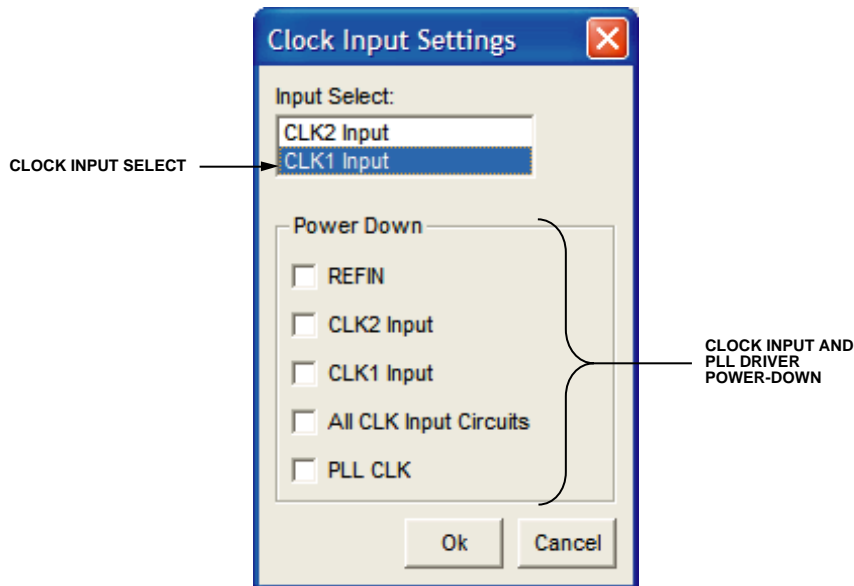 Clock Input Settings
Input Select:
CLK2 Input
CLK1 Input
CLOCK INPUT SELECT
Power Down
REFIN
CLK2 Input
CLK1 Input
All CLK Input Circuits
PLL CLK
CLOCK INPUT AND
PLL DRIVER
POWER-DOWN
Ok
Cancel